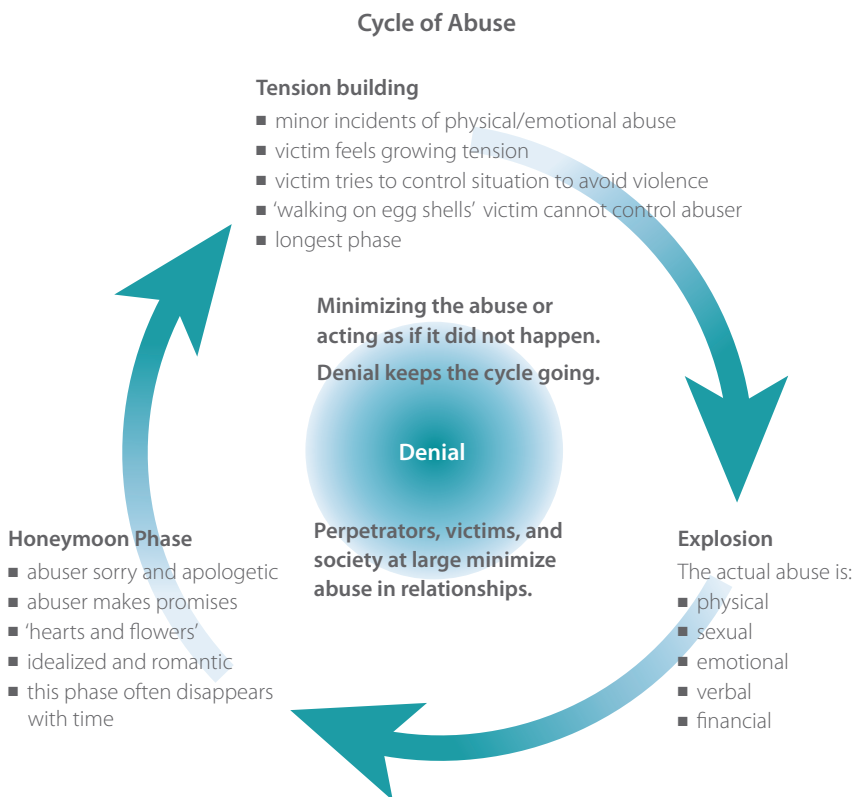 Cycle of Abuse
Tension building
■ minor incidents of physical/emotional abuse
■ victim feels growing tension
■ victim tries to control situation to avoid violence
■ ‘walking on egg shells’ victim cannot control abuser
■ longest phase
Minimizing the abuse or
acting as if it did not happen.
Denial keeps the cycle going.
Denial
Perpetrators, victims, and
society at large minimize
abuse in relationships.
Explosion
The actual abuse is:
■ physical
■ sexual
■ emotional
■ verbal
■ financial
Honeymoon Phase
■ abuser sorry and apologetic
■ abuser makes promises
■ ‘hearts and flowers’
■ idealized and romantic
■ this phase often disappears
with time